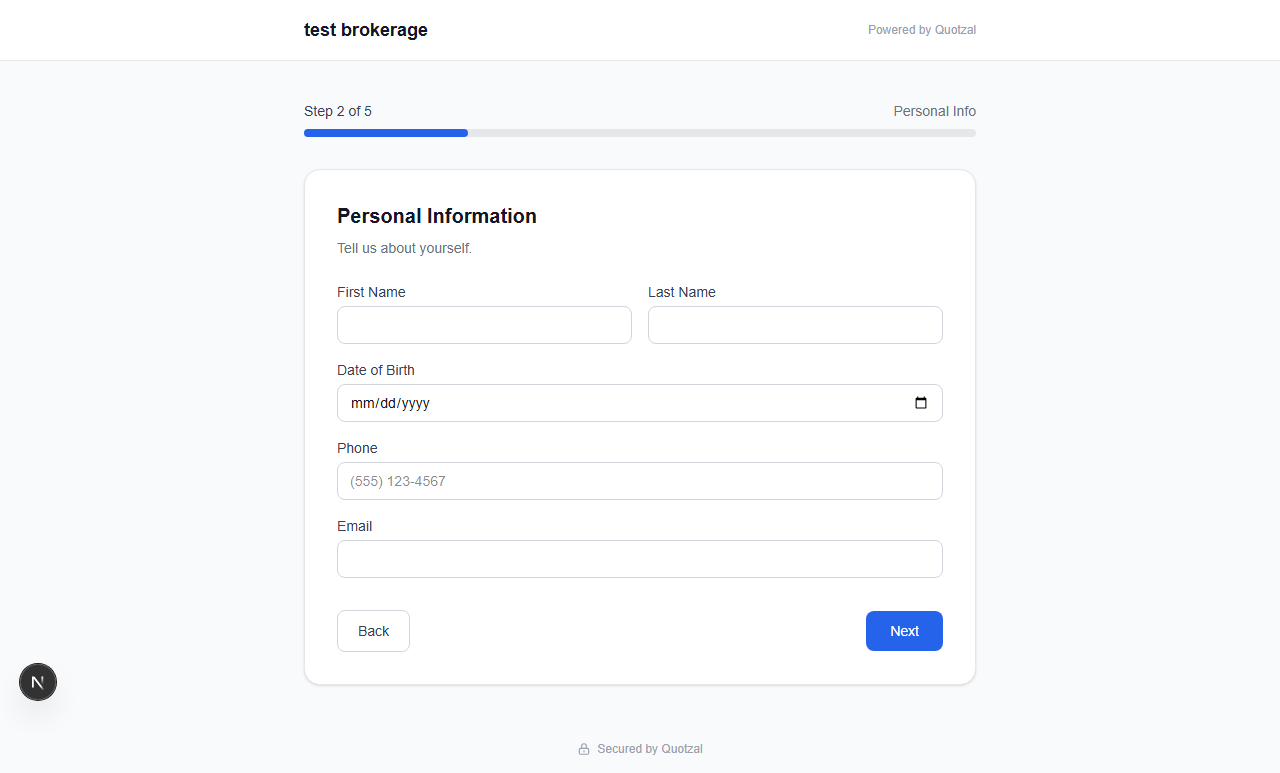 test brokerage
Powered by Quotzal
Step 2 of 5
Personal Info
Personal Information
Tell us about yourself.
First Name
Last Name
Date of Birth
mm/dd/yyyy
Phone
(555) 123-4567
Email
Back
Next
N
Secured by Quotzal